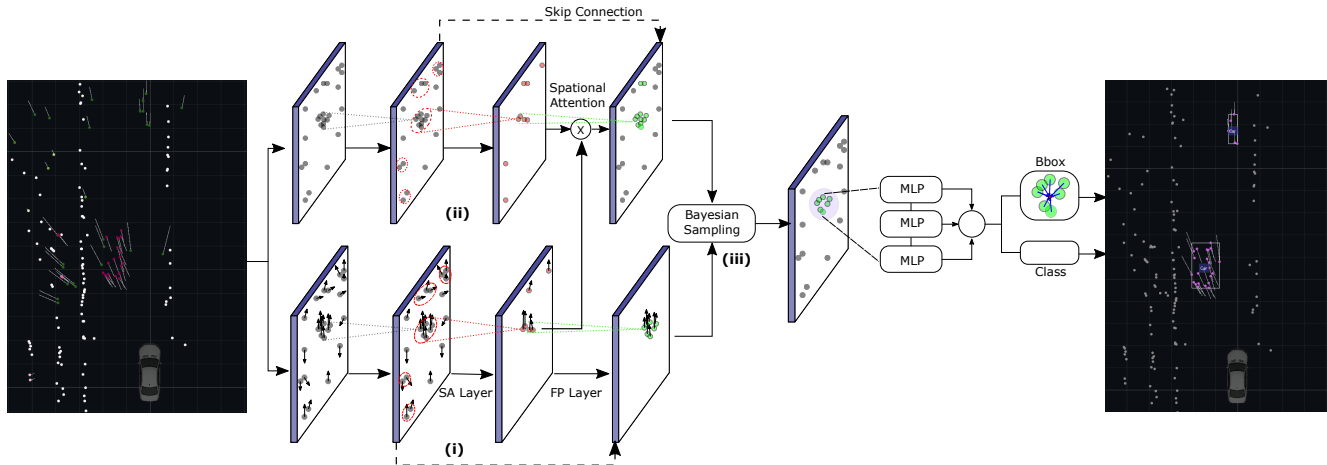 Skip Connection
Spational
Attention
X
(ii)
Bayesian
Sampling
(iii)
MLP
MLP
MLP
Bbox
Class
SA Layer
FP Layer
(i)